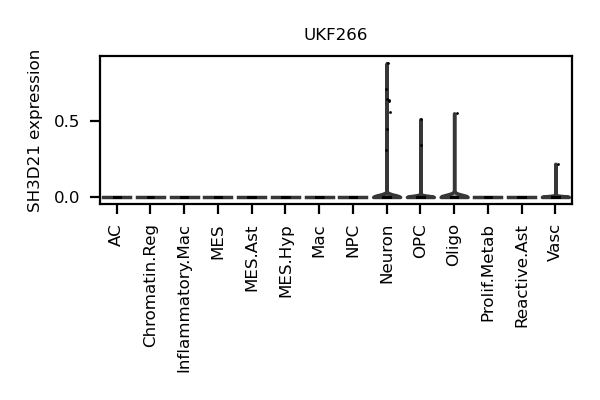 UKF266
SH3D21 expression
0.5
0.0
AC
Chromatin.Reg
Inflammatory.Mac
MES
MES.Ast
MES.Hyp
Mac
NPC
Neuron
OPC
Oligo
Prolif.Metab
Reactive.Ast
Vasc